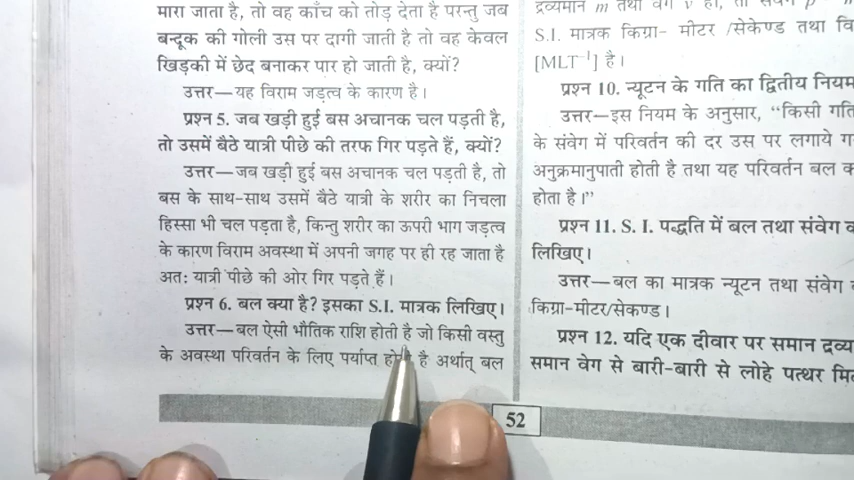 मारा जाता है, तो वह काँच को तोड़ देता है परन्तु जब
बन्दूक की गोली उस पर दागी जाती है तो वह केवल
खिड़की में छेद बनाकर पार हो जाती है, क्यों?
उत्तर—यह विराम जड़त्व के कारण है।
प्रश्न 5. जब खड़ी हुई बस अचानक चल पड़ती है,
तो उसमें बैठे यात्री पीछे की तरफ गिर पड़ते हैं, क्यों?
उत्तर—जब खड़ी हुई बस अचानक चल पड़ती है, तो
बस के साथ-साथ उसमें बैठे यात्री के शरीर का निचला
हिस्सा भी चल पड़ता है, किन्तु शरीर का ऊपरी भाग जड़त्व
के कारण विराम अवस्था में अपनी जगह पर ही रह जाता है
अतः यात्री पीछे की ओर गिर पड़ते हैं।
प्रश्न 6. बल क्या है? इसका S.I. मात्रक लिखिए।
उत्तर—बल ऐसी भौतिक राशि होती है जो किसी वस्तु
के अवस्था परिवर्तन के लिए पर्याप्त है अर्थात् बल
द्रव्यमान m तथा वेग v हो, तो
S.I. मात्रक किग्रा- मीटर /सेकेण्ड तथा
[MLT⁻¹] है।
प्रश्न 10. न्यूटन के गति का द्वितीय नियम
उत्तर—इस नियम के अनुसार, “किसी
के संवेग में परिवर्तन की दर उस पर लगाये
अनुक्रमानुपाती होती है तथा यह परिवर्तन बल
होता है।”
प्रश्न 11. S. I. पद्धति में बल तथा संवेग
लिखिए।
उत्तर—बल का मात्रक न्यूटन तथा संवेग
किग्रा-मीटर/सेकण्ड।
प्रश्न 12. यदि एक दीवार पर समान
समान वेग से बारी-बारी से लोहे पत्थर
52